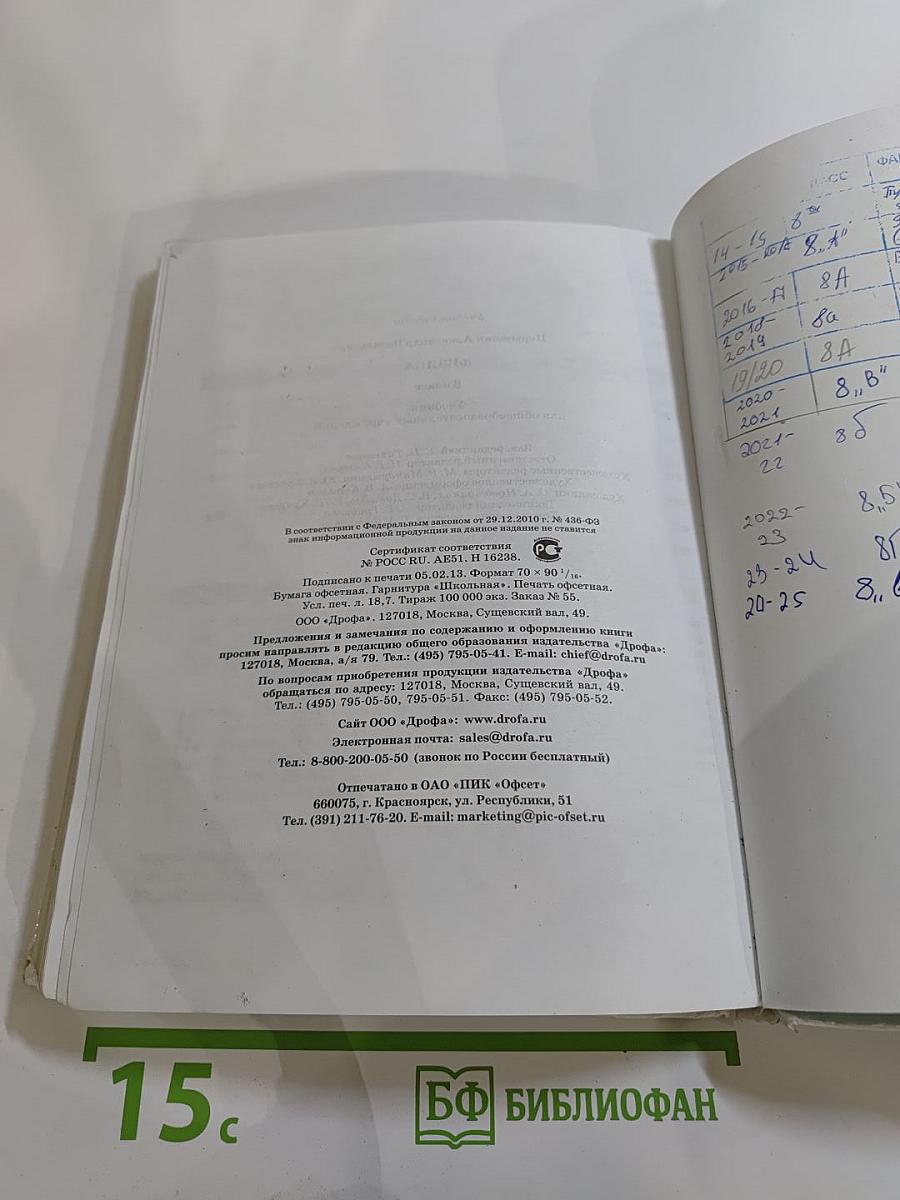 В соответствии с Федеральным законом от 29.12.2010 г. № 436-ФЗ
знак информационной продукции на данное издание не ставится
Сертификат соответствия
№ РОСС RU. АЕ51. Н 16238.
РСТ
Подписано к печати 05.02.13. Формат 70 × 90 1/16.
Бумага офсетная. Гарнитура «Школьная». Печать офсетная.
Усл. печ. л. 18,7. Тираж 100 000 экз. Заказ № 55.
ООО «Дрофа». 127018, Москва, Сущевский вал, 49.
Предложения и замечания по содержанию и оформлению книги
просим направлять в редакцию общего образования издательства «Дрофа»:
127018, Москва, а/я 79. Тел.: (495) 795-05-41. E-mail: chief@drofa.ru
По вопросам приобретения продукции издательства «Дрофа»
обращаться по адресу: 127018, Москва, Сущевский вал, 49.
Тел.: (495) 795-05-50, 795-05-51. Факс: (495) 795-05-52.
Сайт ООО «Дрофа»: www.drofa.ru
Электронная почта: sales@drofa.ru
Тел.: 8-800-200-05-50 (звонок по России бесплатный)
Отпечатано в ОАО «ПИК «Офсет»
660075, г. Красноярск, ул. Республики, 51
Тел. (391) 211-76-20. E-mail: marketing@pic-ofset.ru
14-15
8„А"
2016-17 8А
2018-
2019 8а
19/20 8А
2020-
2021 8„В"
2021-
22 8б
2022-
23 8„Б"
23-24 8Г
24-25
15 с
БФ БИБЛИОФАН